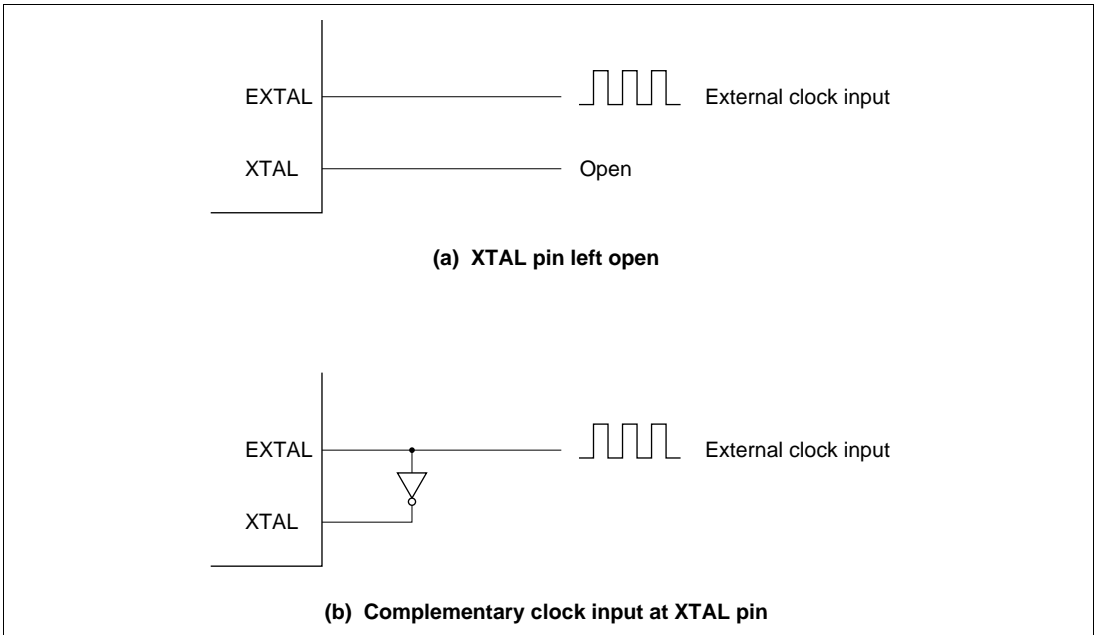 EXTAL
External clock input
XTAL
Open
(a) XTAL pin left open
EXTAL
External clock input
XTAL
(b) Complementary clock input at XTAL pin